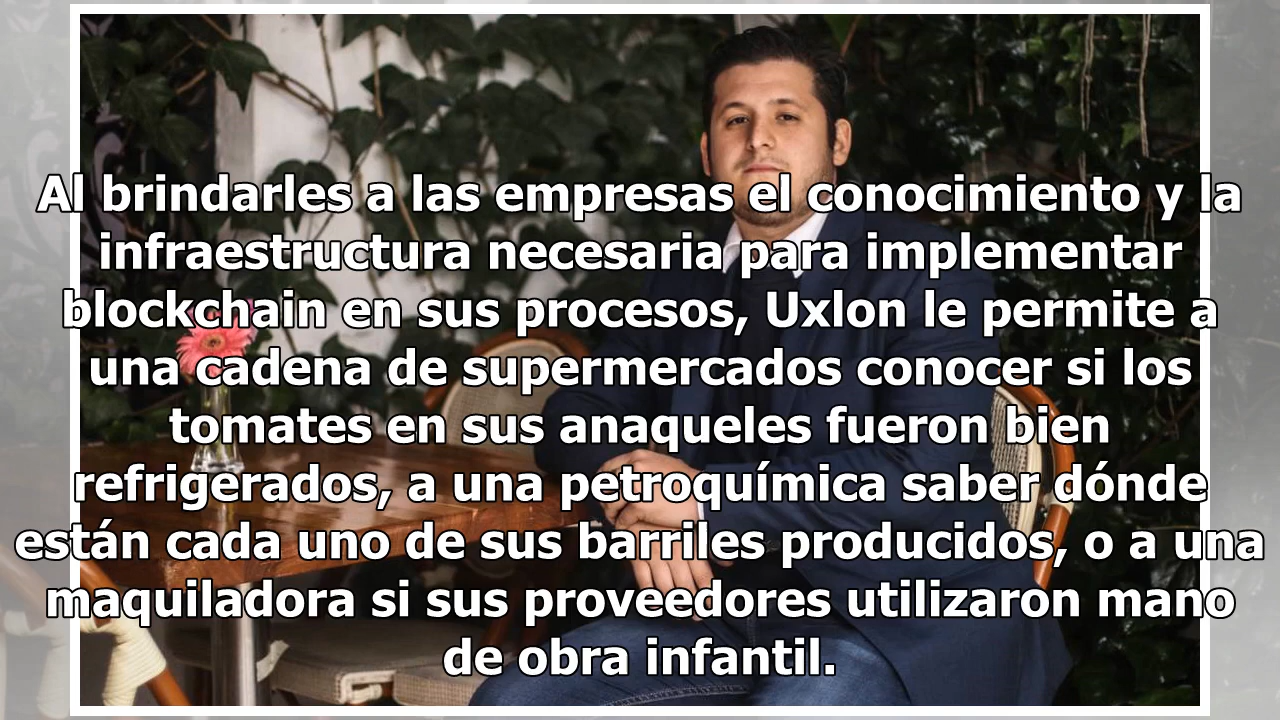 Al brindarles a las empresas el conocimiento y la
infraestructura necesaria para implementar
blockchain en sus procesos, Uxlon le permite a
una cadena de supermercados conocer si los
tomates en sus anaqueles fueron bien
refrigerados, a una petroquímica saber dónde
están cada uno de sus barriles producidos, o a una
maquiladora si sus proveedores utilizaron mano
de obra infantil.